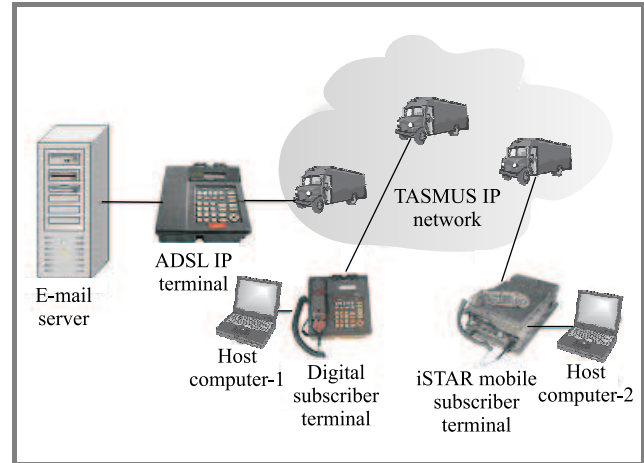 TASMUS IP
network
ADSL IP
terminal
E-mail
server
Host
computer-1
Digital
subscriber
terminal
iSTAR mobile
subscriber
terminal
Host
computer-2